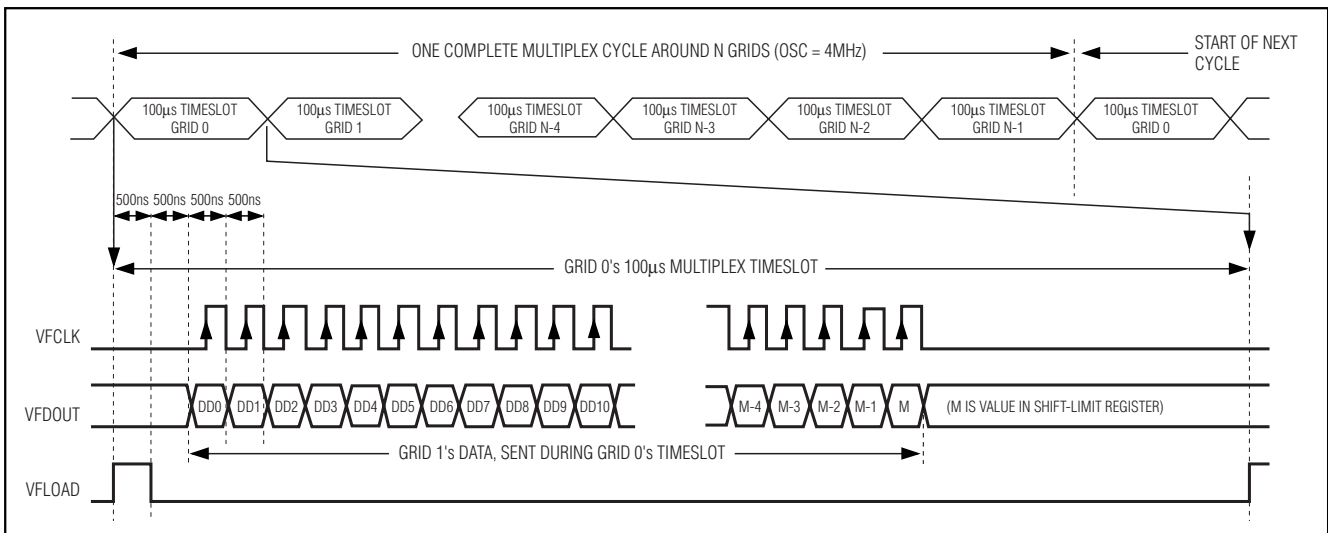 ONE COMPLETE MULTIPLEX CYCLE AROUND N GRIDS (OSC = 4MHz)
START OF NEXT
CYCLE
100µs TIMESLOT
GRID 0
100µs TIMESLOT
GRID 1
100µs TIMESLOT
GRID N-4
100µs TIMESLOT
GRID N-3
100µs TIMESLOT
GRID N-2
100µs TIMESLOT
GRID N-1
100µs TIMESLOT
GRID 0
500ns 500ns 500ns 500ns
GRID 0's 100µs MULTIPLEX TIMESLOT
VFCLK
VFDOUT
DD0 DD1 DD2 DD3 DD4 DD5 DD6 DD7 DD8 DD9 DD10
M-4 M-3 M-2 M-1 M
(M IS VALUE IN SHIFT-LIMIT REGISTER)
GRID 1's DATA, SENT DURING GRID 0's TIMESLOT
VFLOAD